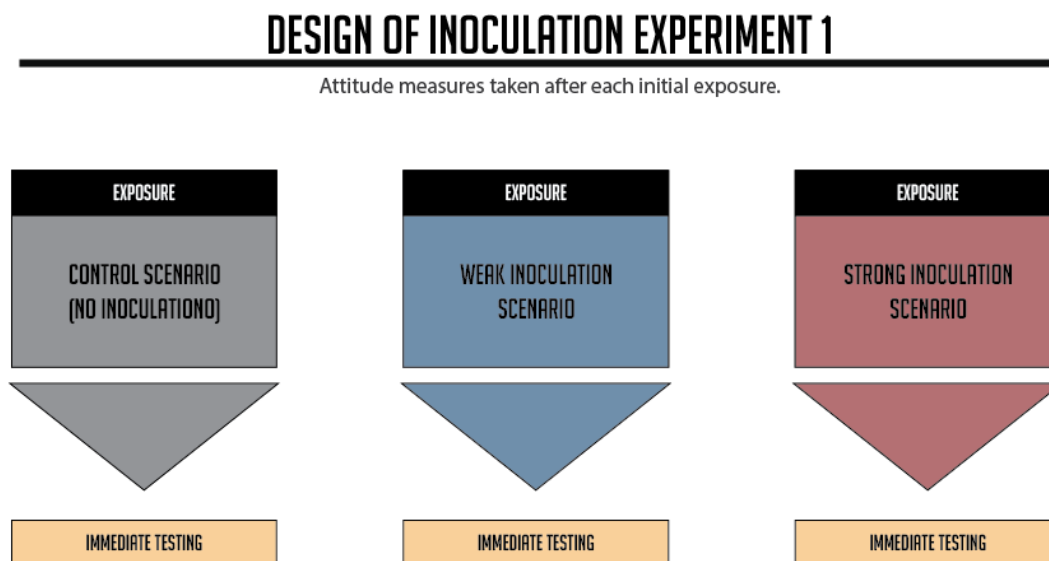 DESIGN OF INOCULATION EXPERIMENT 1
Attitude measures taken after each initial exposure.
EXPOSURE
CONTROL SCENARIO
(NO INOCULATIONO)
IMMEDIATE TESTING
EXPOSURE
WEAK INOCULATION
SCENARIO
IMMEDIATE TESTING
EXPOSURE
STRONG INOCULATION
SCENARIO
IMMEDIATE TESTING